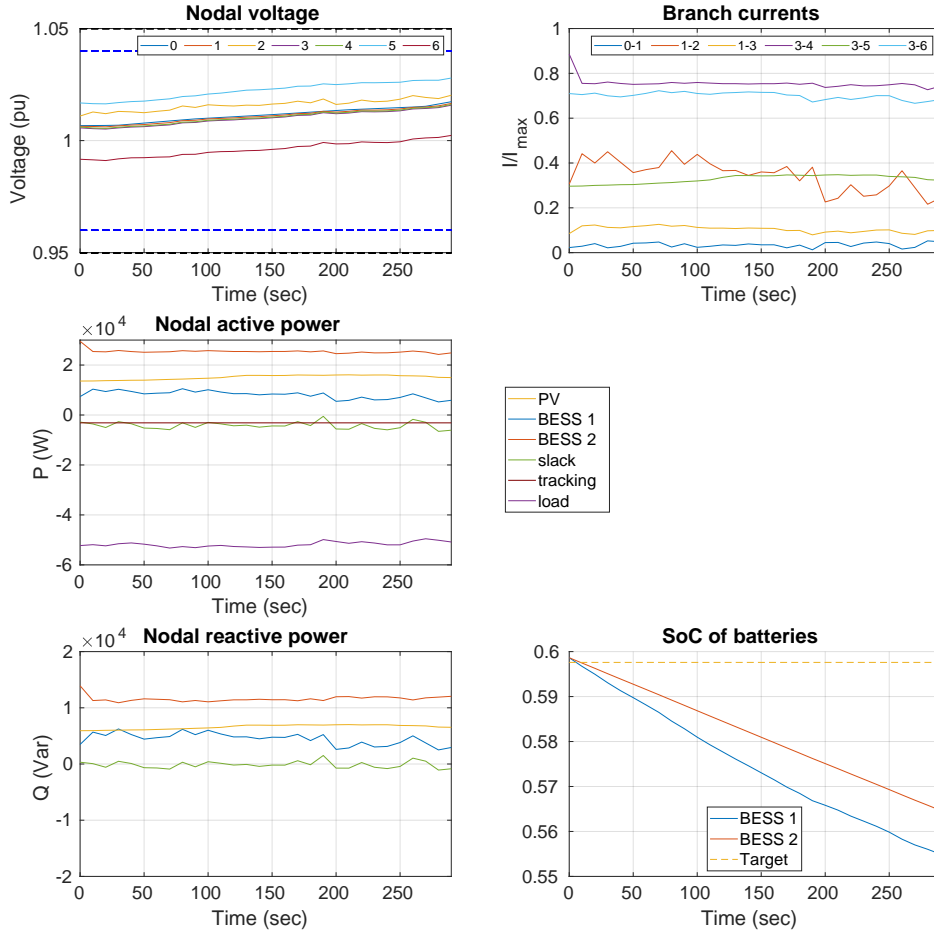 Nodal voltage
0 1 2 3 4 5 6
1.05
1
0.95
Voltage (pu)
0 50 100 150 200 250
Time (sec)
Branch currents
0-1 1-2 1-3 3-4 3-5 3-6
1
0.8
0.6
0.4
0.2
0
I/I_max
0 50 100 150 200 250
Time (sec)
Nodal active power
×10^4
2
0
-2
-4
-6
P (W)
0 50 100 150 200 250
Time (sec)
PV
BESS 1
BESS 2
slack
tracking
load
Nodal reactive power
×10^4
2
1
0
-1
-2
Q (Var)
0 50 100 150 200 250
Time (sec)
SoC of batteries
0.6
0.59
0.58
0.57
0.56
0.55
BESS 1
BESS 2
Target
0 50 100 150 200 250
Time (sec)